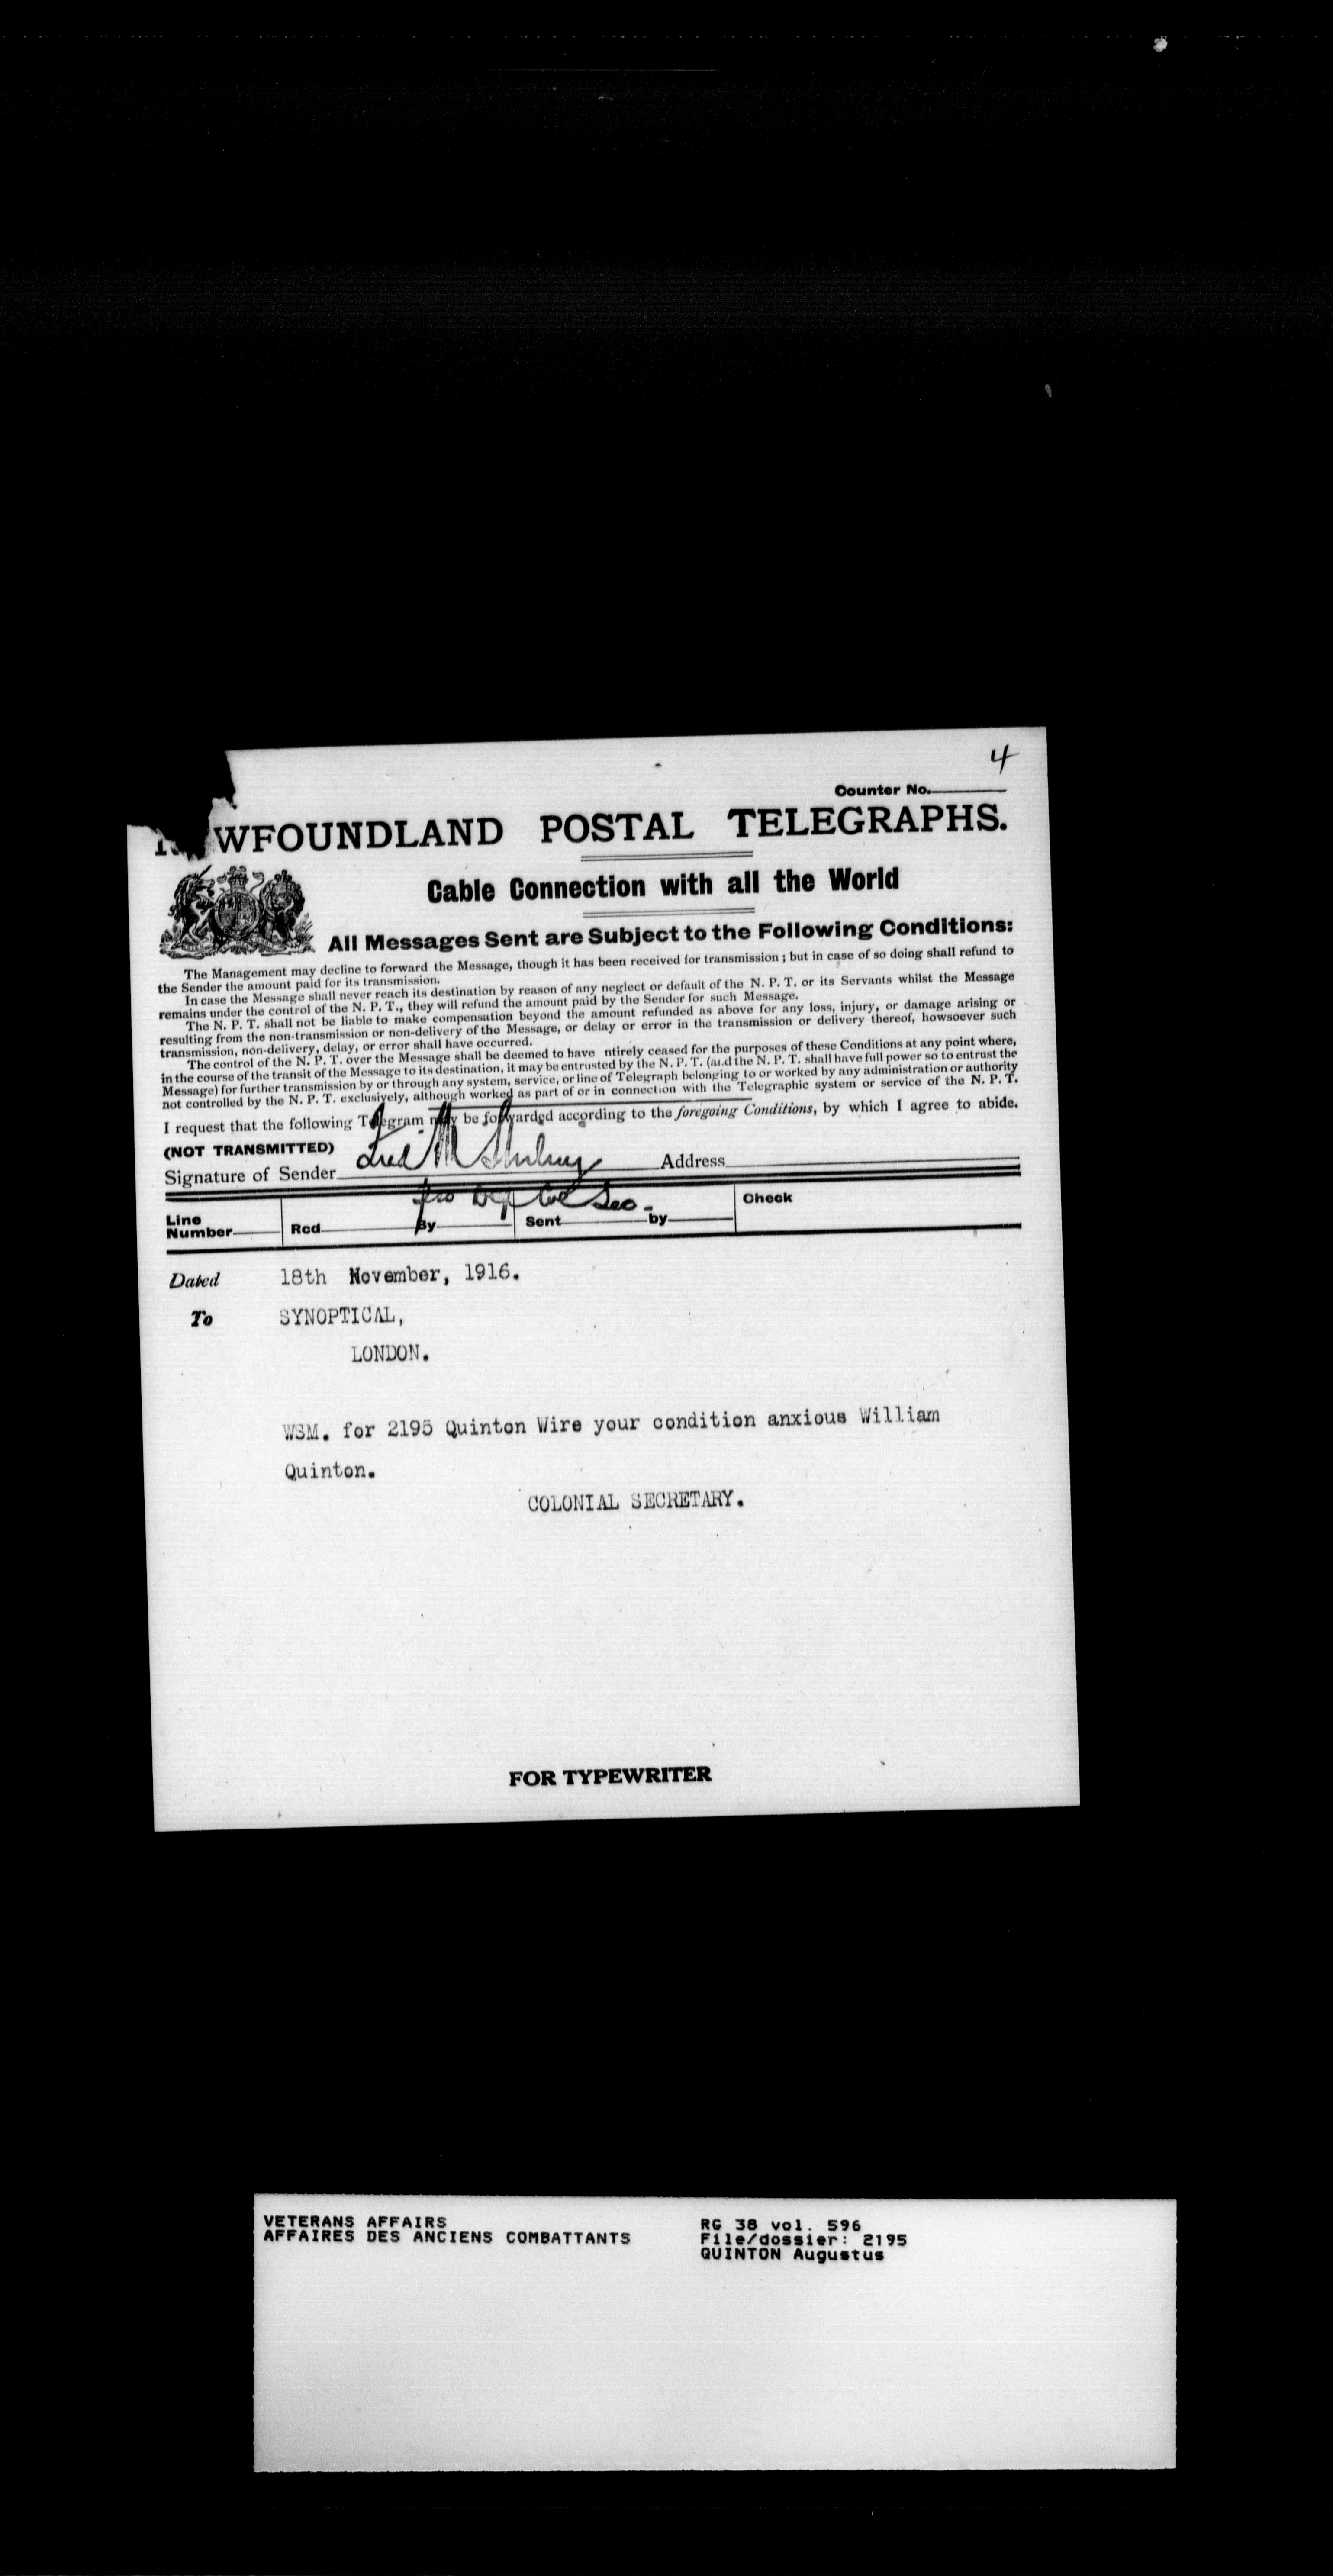 4
Counter No.
WFOUNDLAND POSTAL TELEGRAPHS.
Cable Connection with all the World
All Messages Sent are Subject to the Following Conditions:
The Management may decline to forward the Message, though it has been received for transmission; but in case of so doing shall refund to
the Sender the amount paid for its transmission.
In case the Message shall never reach its destination by reason of any neglect or default of the N. P. T. or its Servants whilst the Message
remains under the control of the N. P. T., they will refund the amount paid by the Sender for such Message.
The N. P. T. shall not be liable to make compensation beyond the amount refunded as above for any loss, injury, or damage arising or
resulting from the non-transmission or non-delivery of the Message, or delay or error in the transmission or delivery thereof, howsoever such
transmission, non-delivery, delay, or error shall have occurred.
The control of the N. P. T. over the Message shall be deemed to have ntirely ceased for the purposes of these Conditions at any point where,
in the course of the transit of the Message to its destination, it may be entrusted by the N. P. T. (and the N. P. T. shall have full power so to entrust the
Message) for further transmission by or through any system, service, or line of Telegraph belonging to or worked by any administration or authority
not controlled by the N. P. T. exclusively, although worked as part of or in connection with the Telegraphic system or service of the N. P. T.
I request that the following Telegram may be forwarded according to the foregoing Conditions, by which I agree to abide.
(NOT TRANSMITTED)
Signature of Sender Address
Sec.
Line Number Rcd By Sent by Check
Dated 18th November, 1916.
To SYNOPTICAL,
LONDON.
WSM. for 2195 Quinton Wire your condition anxious William
Quinton.
COLONIAL SECRETARY.
FOR TYPEWRITER
VETERANS AFFAIRS RG 38 vol. 596
AFFAIRES DES ANCIENS COMBATTANTS File/dossier: 2195
QUINTON Augustus